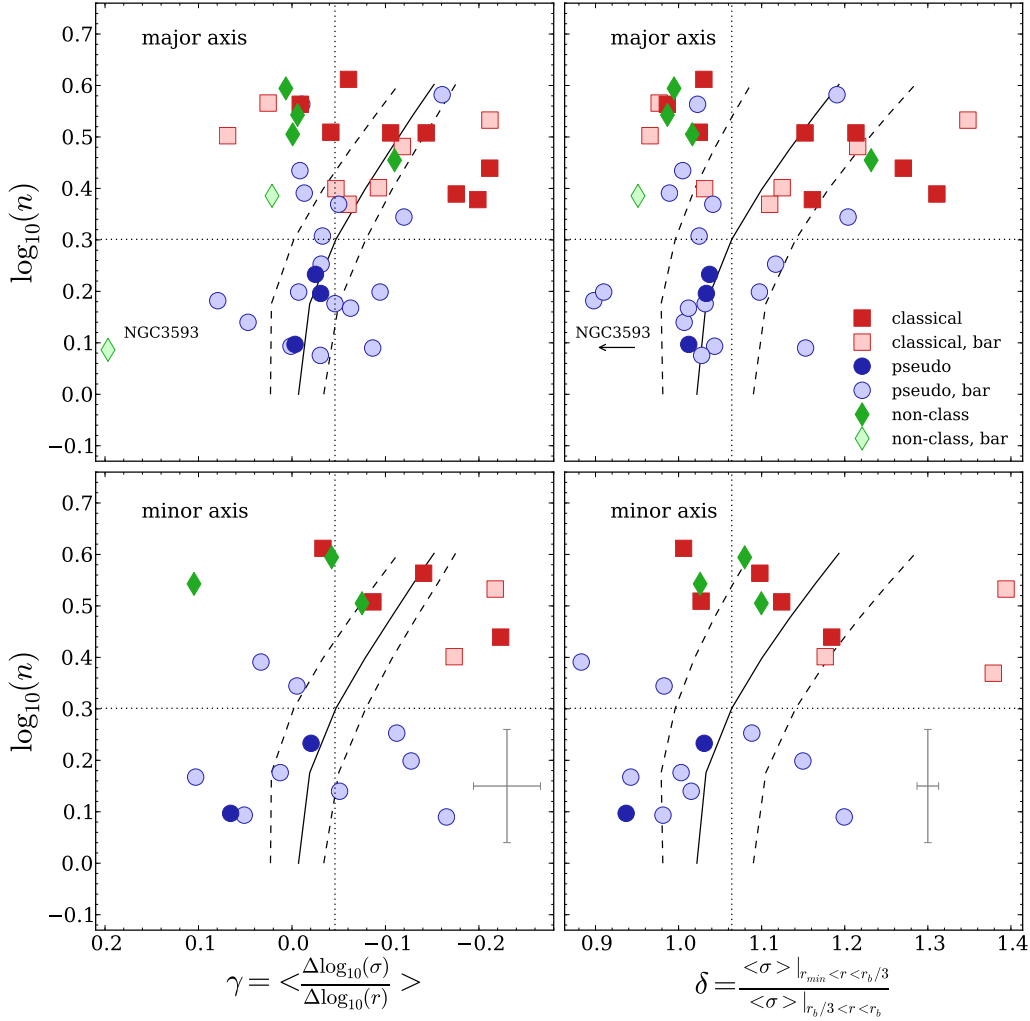 major axis
major axis
0.7
0.6
0.5
0.4
0.3
0.2
0.1
0.0
−0.1
log₁₀(n)
NGC3593
NGC3593
classical
classical, bar
pseudo
pseudo, bar
non-class
non-class, bar
minor axis
minor axis
0.7
0.6
0.5
0.4
0.3
0.2
0.1
0.0
−0.1
log₁₀(n)
0.2 0.1 0.0 −0.1 −0.2
0.9 1.0 1.1 1.2 1.3 1.4
γ = < Δlog₁₀(σ) / Δlog₁₀(r) >
δ = <σ>|r_min<r<r_b/3 / <σ>|r_b/3<r<r_b